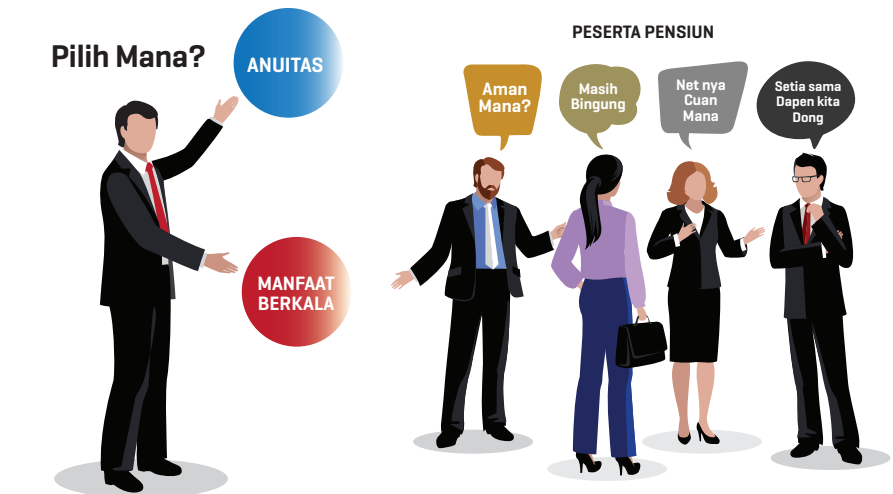 Pilih Mana?
ANUITAS
MANFAAT
BERKALA
PESERTA PENSIUN
Aman
Mana?
Masih
Bingung
Net nya
Cuan
Mana
Setia sama
Dapen kita
Dong